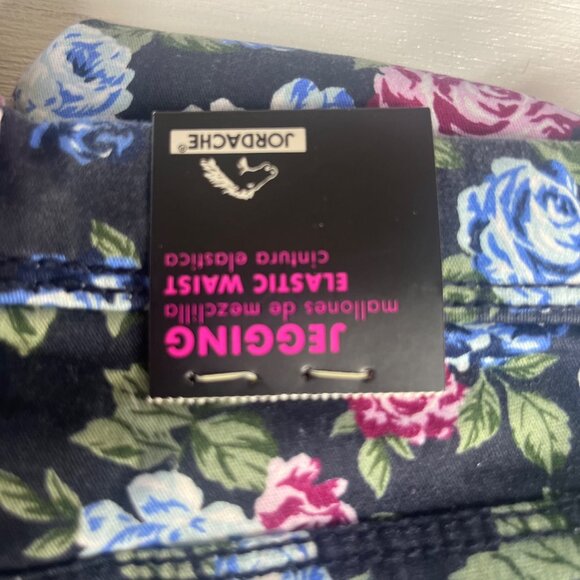 JEGGING
mallones de mezclilla
ELASTIC WAIST
cintura elastica
JORDACHE®